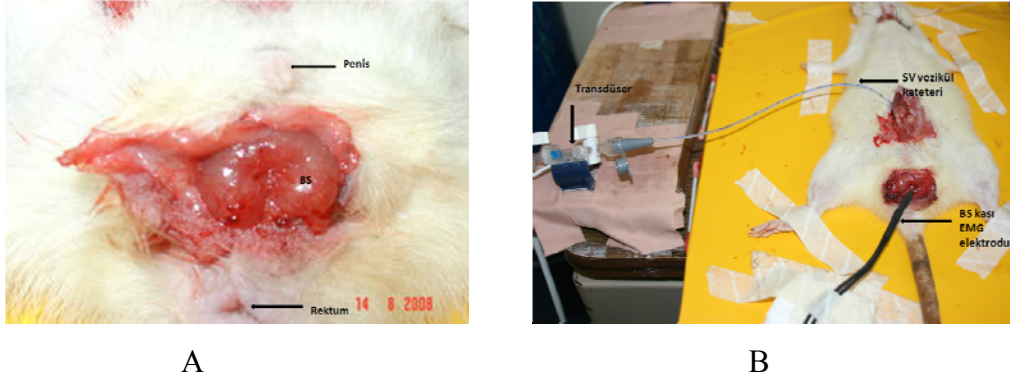 Penis
BS
Rektum
14 8 2008
A
Transdüser
SV vezikül
kateteri
BS kası
EMG
elektrodu
B